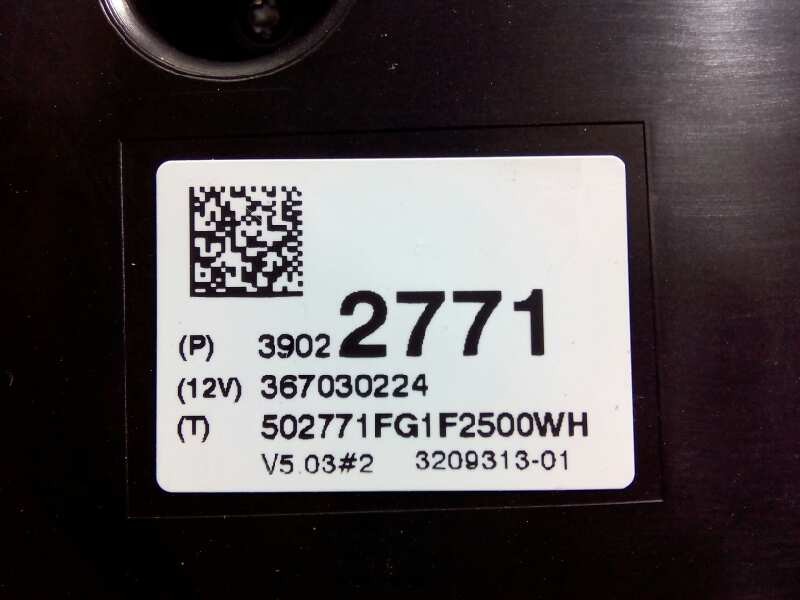 (P) 3902 2771
(12V) 367030224
(T) 502771FG1F2500WH
V5.03#2 3209313-01